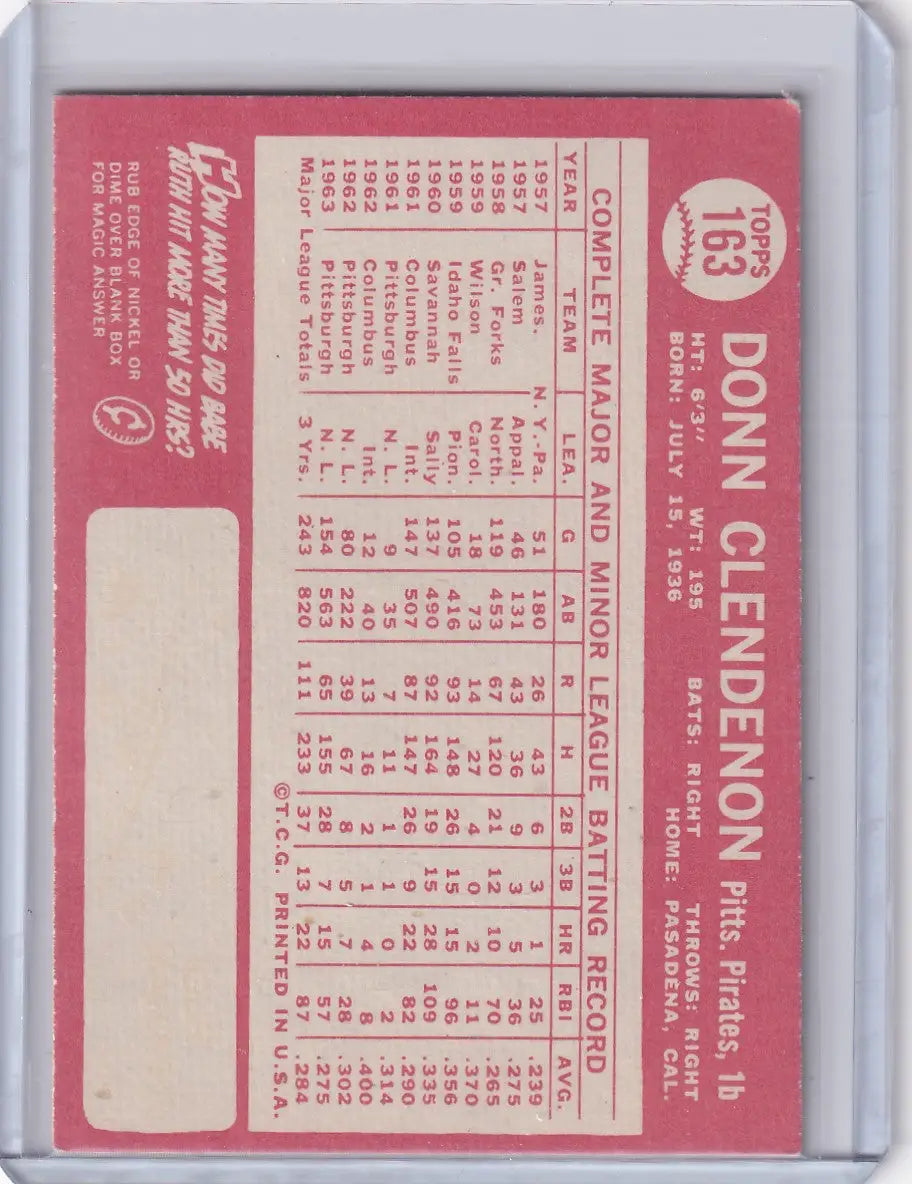 TOPPS
163
DONN CLENDENON Pitts. Pirates, 1b
HT: 6'3" WT: 195 BATS: RIGHT THROWS: RIGHT
BORN: JULY 15, 1936 HOME: PASADENA, CAL.
COMPLETE MAJOR AND MINOR LEAGUE BATTING RECORD
YEAR TEAM LEA. G AB R H 2B 3B HR RBI AVG.
1957 James. N. Y.-Pa. 51 180 26 43 6 3 1 25 .239
1957 Salem Appal. 46 131 43 36 9 3 5 36 .275
1958 Gr. Forks North. 119 453 67 120 21 12 10 70 .265
1959 Wilson Carol. 18 73 14 27 4 0 2 11 .370
1959 Idaho Falls Pion. 105 416 93 148 26 15 15 96 .356
1960 Savannah Sally 137 490 92 164 19 15 28 109 .335
1961 Columbus Int. 147 507 87 147 26 9 22 82 .290
1961 Pittsburgh N. L. 9 35 7 11 1 1 0 2 .314
1962 Columbus Int. 12 40 13 16 2 1 4 8 .400
1962 Pittsburgh N. L. 80 222 39 67 8 5 7 28 .302
1963 Pittsburgh N. L. 154 563 65 155 28 7 15 57 .275
Major League Totals 3 Yrs. 243 820 111 233 37 13 22 87 .284
©T.C.G. PRINTED IN U.S.A.
HOW MANY TIMES DID BABE
RUTH HIT MORE THAN 50 HRS?
RUB EDGE OF NICKEL OR
DIME OVER BLANK BOX
FOR MAGIC ANSWER